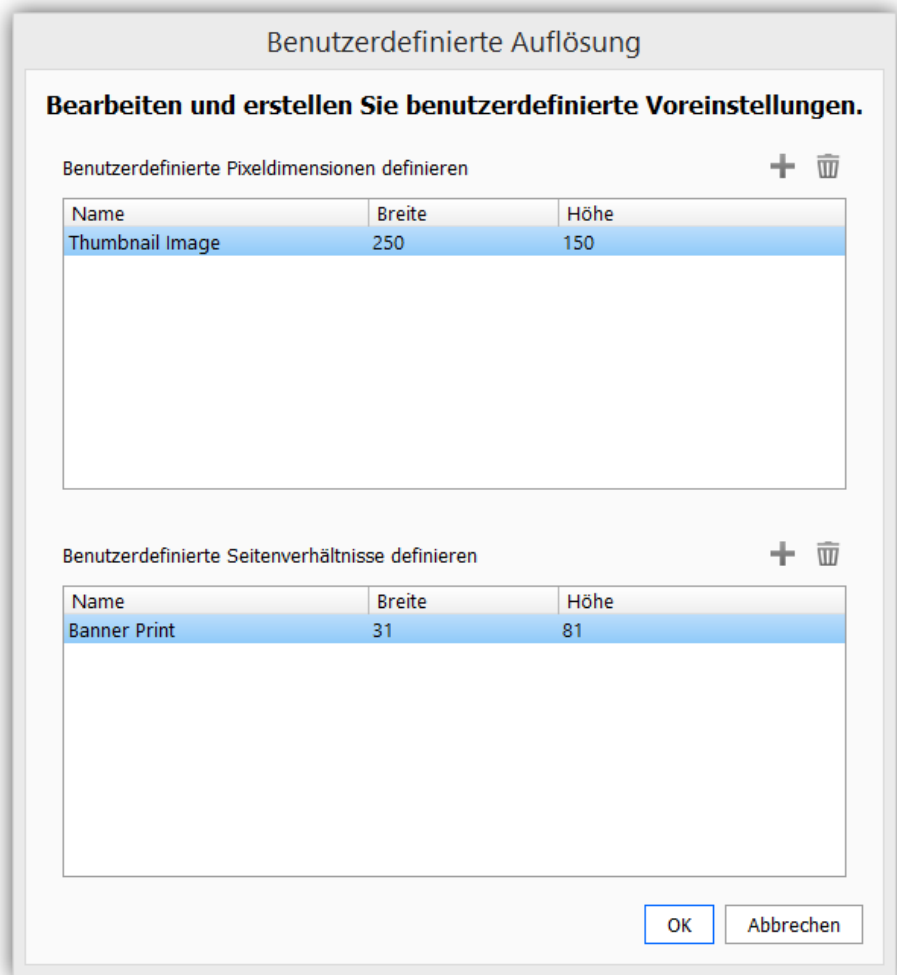 Benutzerdefinierte Auflösung
Bearbeiten und erstellen Sie benutzerdefinierte Voreinstellungen.
Benutzerdefinierte Pixeldimensionen definieren
Name Breite Höhe
Thumbnail Image 250 150
Benutzerdefinierte Seitenverhältnisse definieren
Name Breite Höhe
Banner Print 31 81
OK Abbrechen